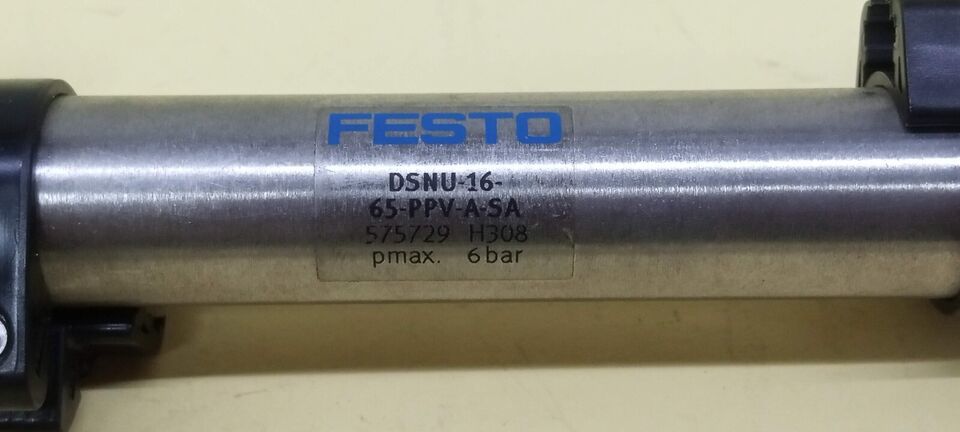 FESTO
DSNU-16-
65-PPV-A-SA
575729 H308
pmax. 6bar